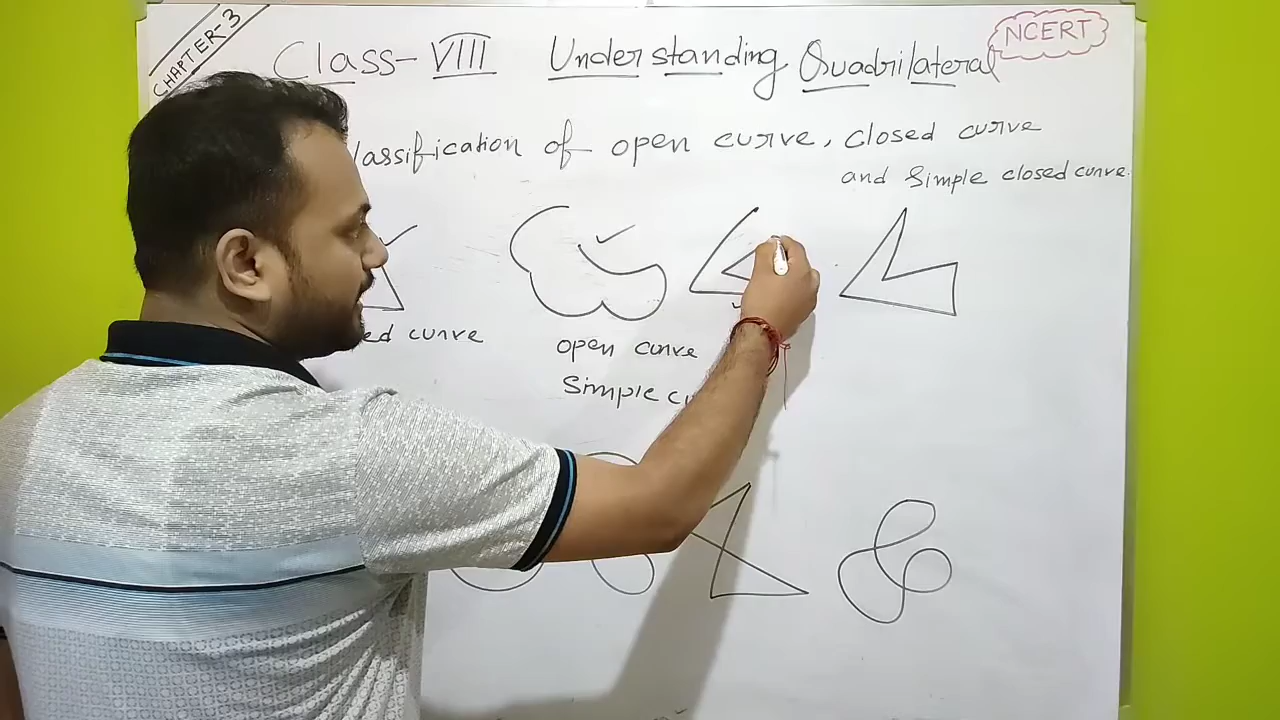 CHAPTER-3
Class-VIII Understanding Quadrilateral
NCERT
lassification of open curve, closed curve
and Simple closed curve.
ed curve
open curve
Simple